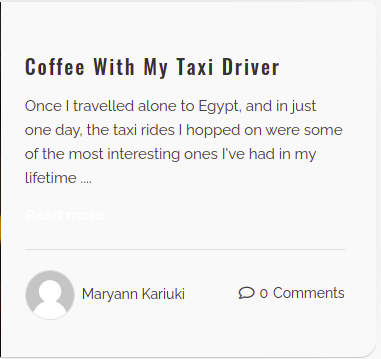 Coffee With My Taxi Driver
Once I travelled alone to Egypt, and in just
one day, the taxi rides I hopped on were some
of the most interesting ones I've had in my
lifetime ....
Read more
Maryann Kariuki
0 Comments